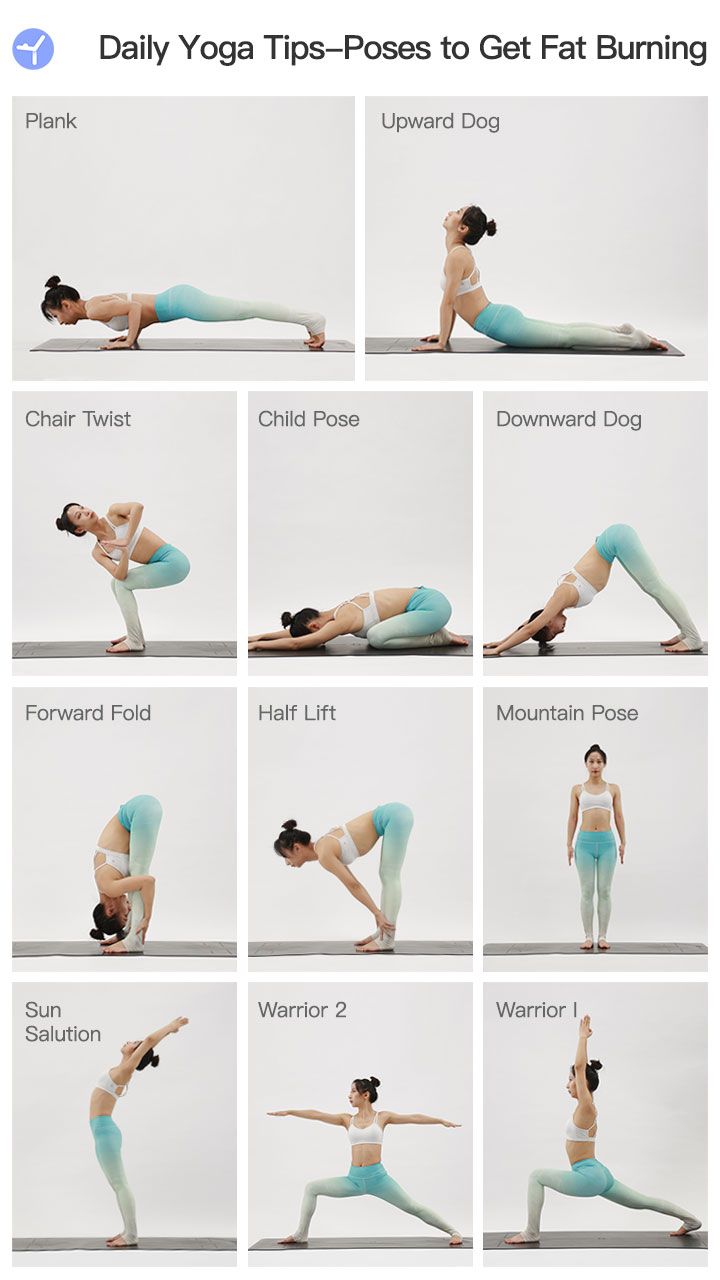 Daily Yoga Tips–Poses to Get Fat Burning
Plank
Upward Dog
Chair Twist
Child Pose
Downward Dog
Forward Fold
Half Lift
Mountain Pose
Sun
Salution
Warrior 2
Warrior I